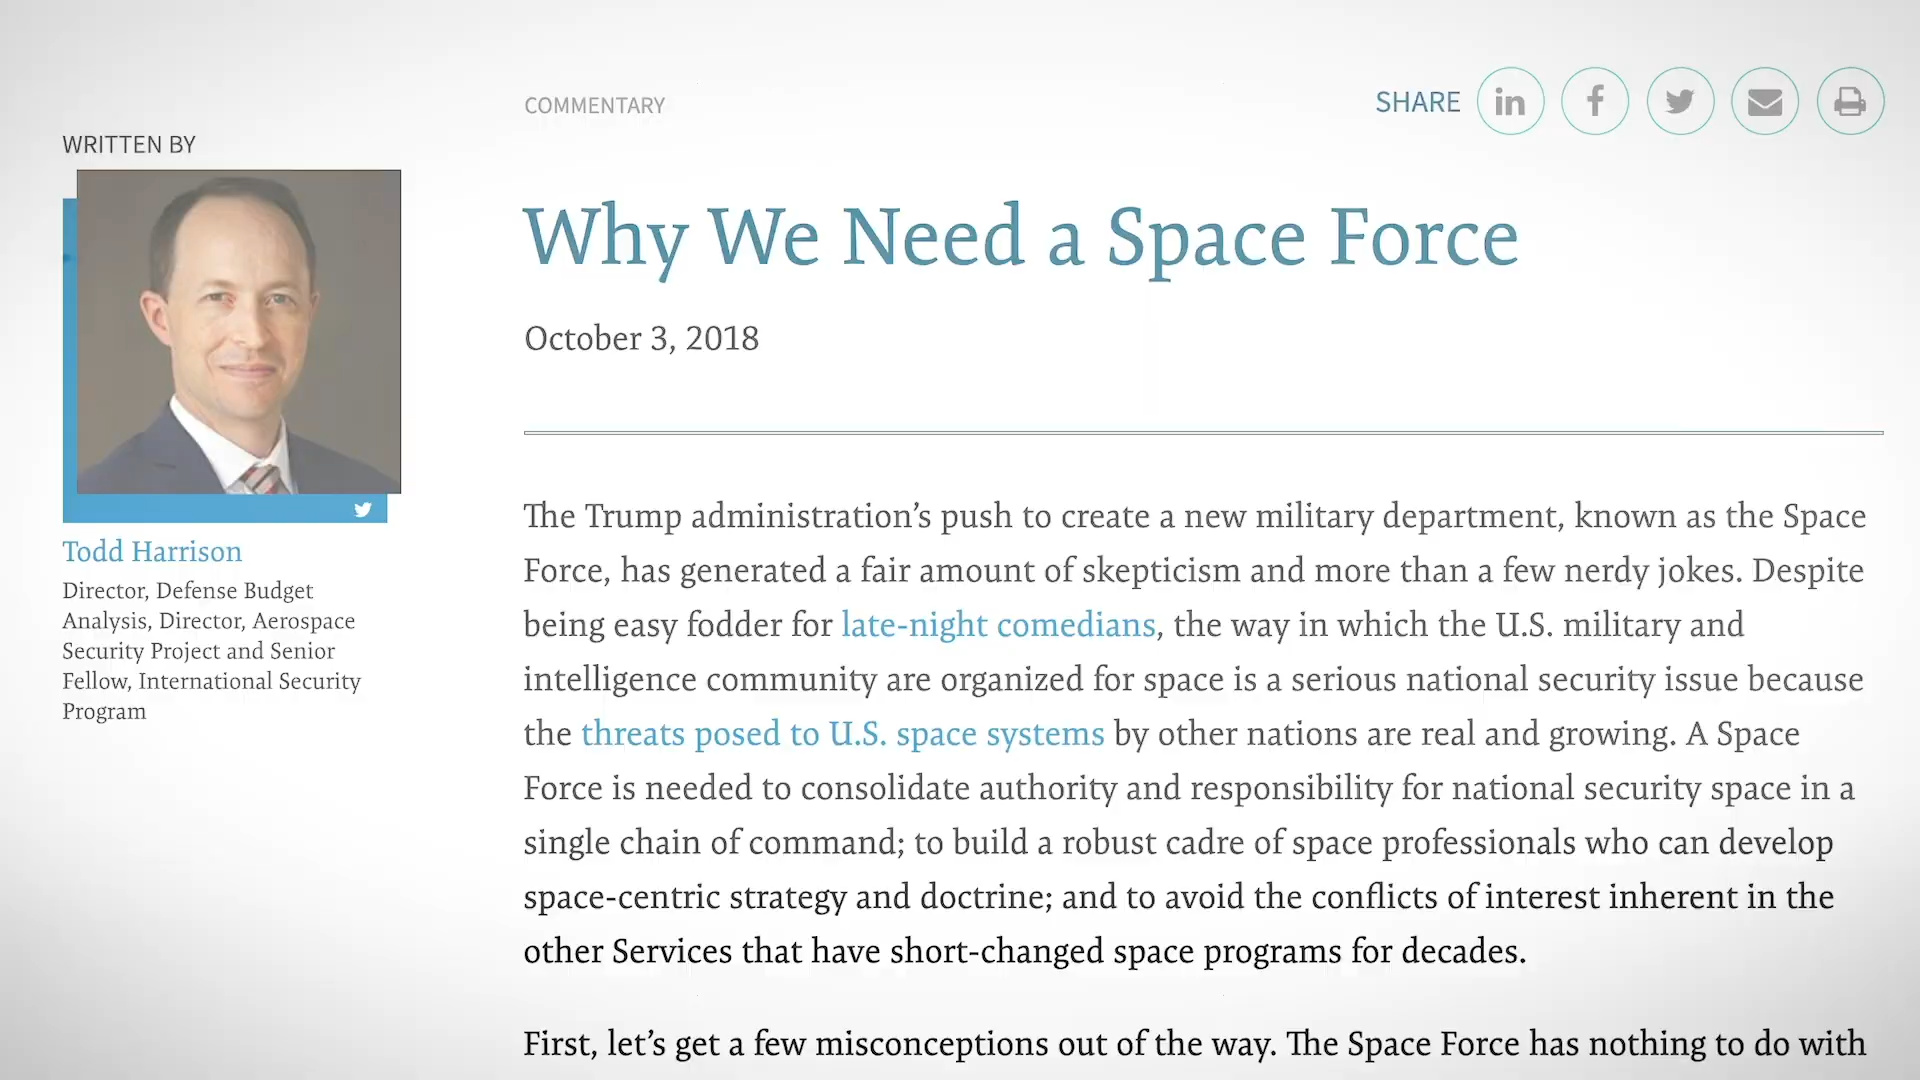 COMMENTARY
SHARE
WRITTEN BY
Why We Need a Space Force
October 3, 2018
Todd Harrison
Director, Defense Budget
Analysis, Director, Aerospace
Security Project and Senior
Fellow, International Security
Program
The Trump administration’s push to create a new military department, known as the Space
Force, has generated a fair amount of skepticism and more than a few nerdy jokes. Despite
being easy fodder for late-night comedians, the way in which the U.S. military and
intelligence community are organized for space is a serious national security issue because
the threats posed to U.S. space systems by other nations are real and growing. A Space
Force is needed to consolidate authority and responsibility for national security space in a
single chain of command; to build a robust cadre of space professionals who can develop
space-centric strategy and doctrine; and to avoid the conflicts of interest inherent in the
other Services that have short-changed space programs for decades.
First, let’s get a few misconceptions out of the way. The Space Force has nothing to do with